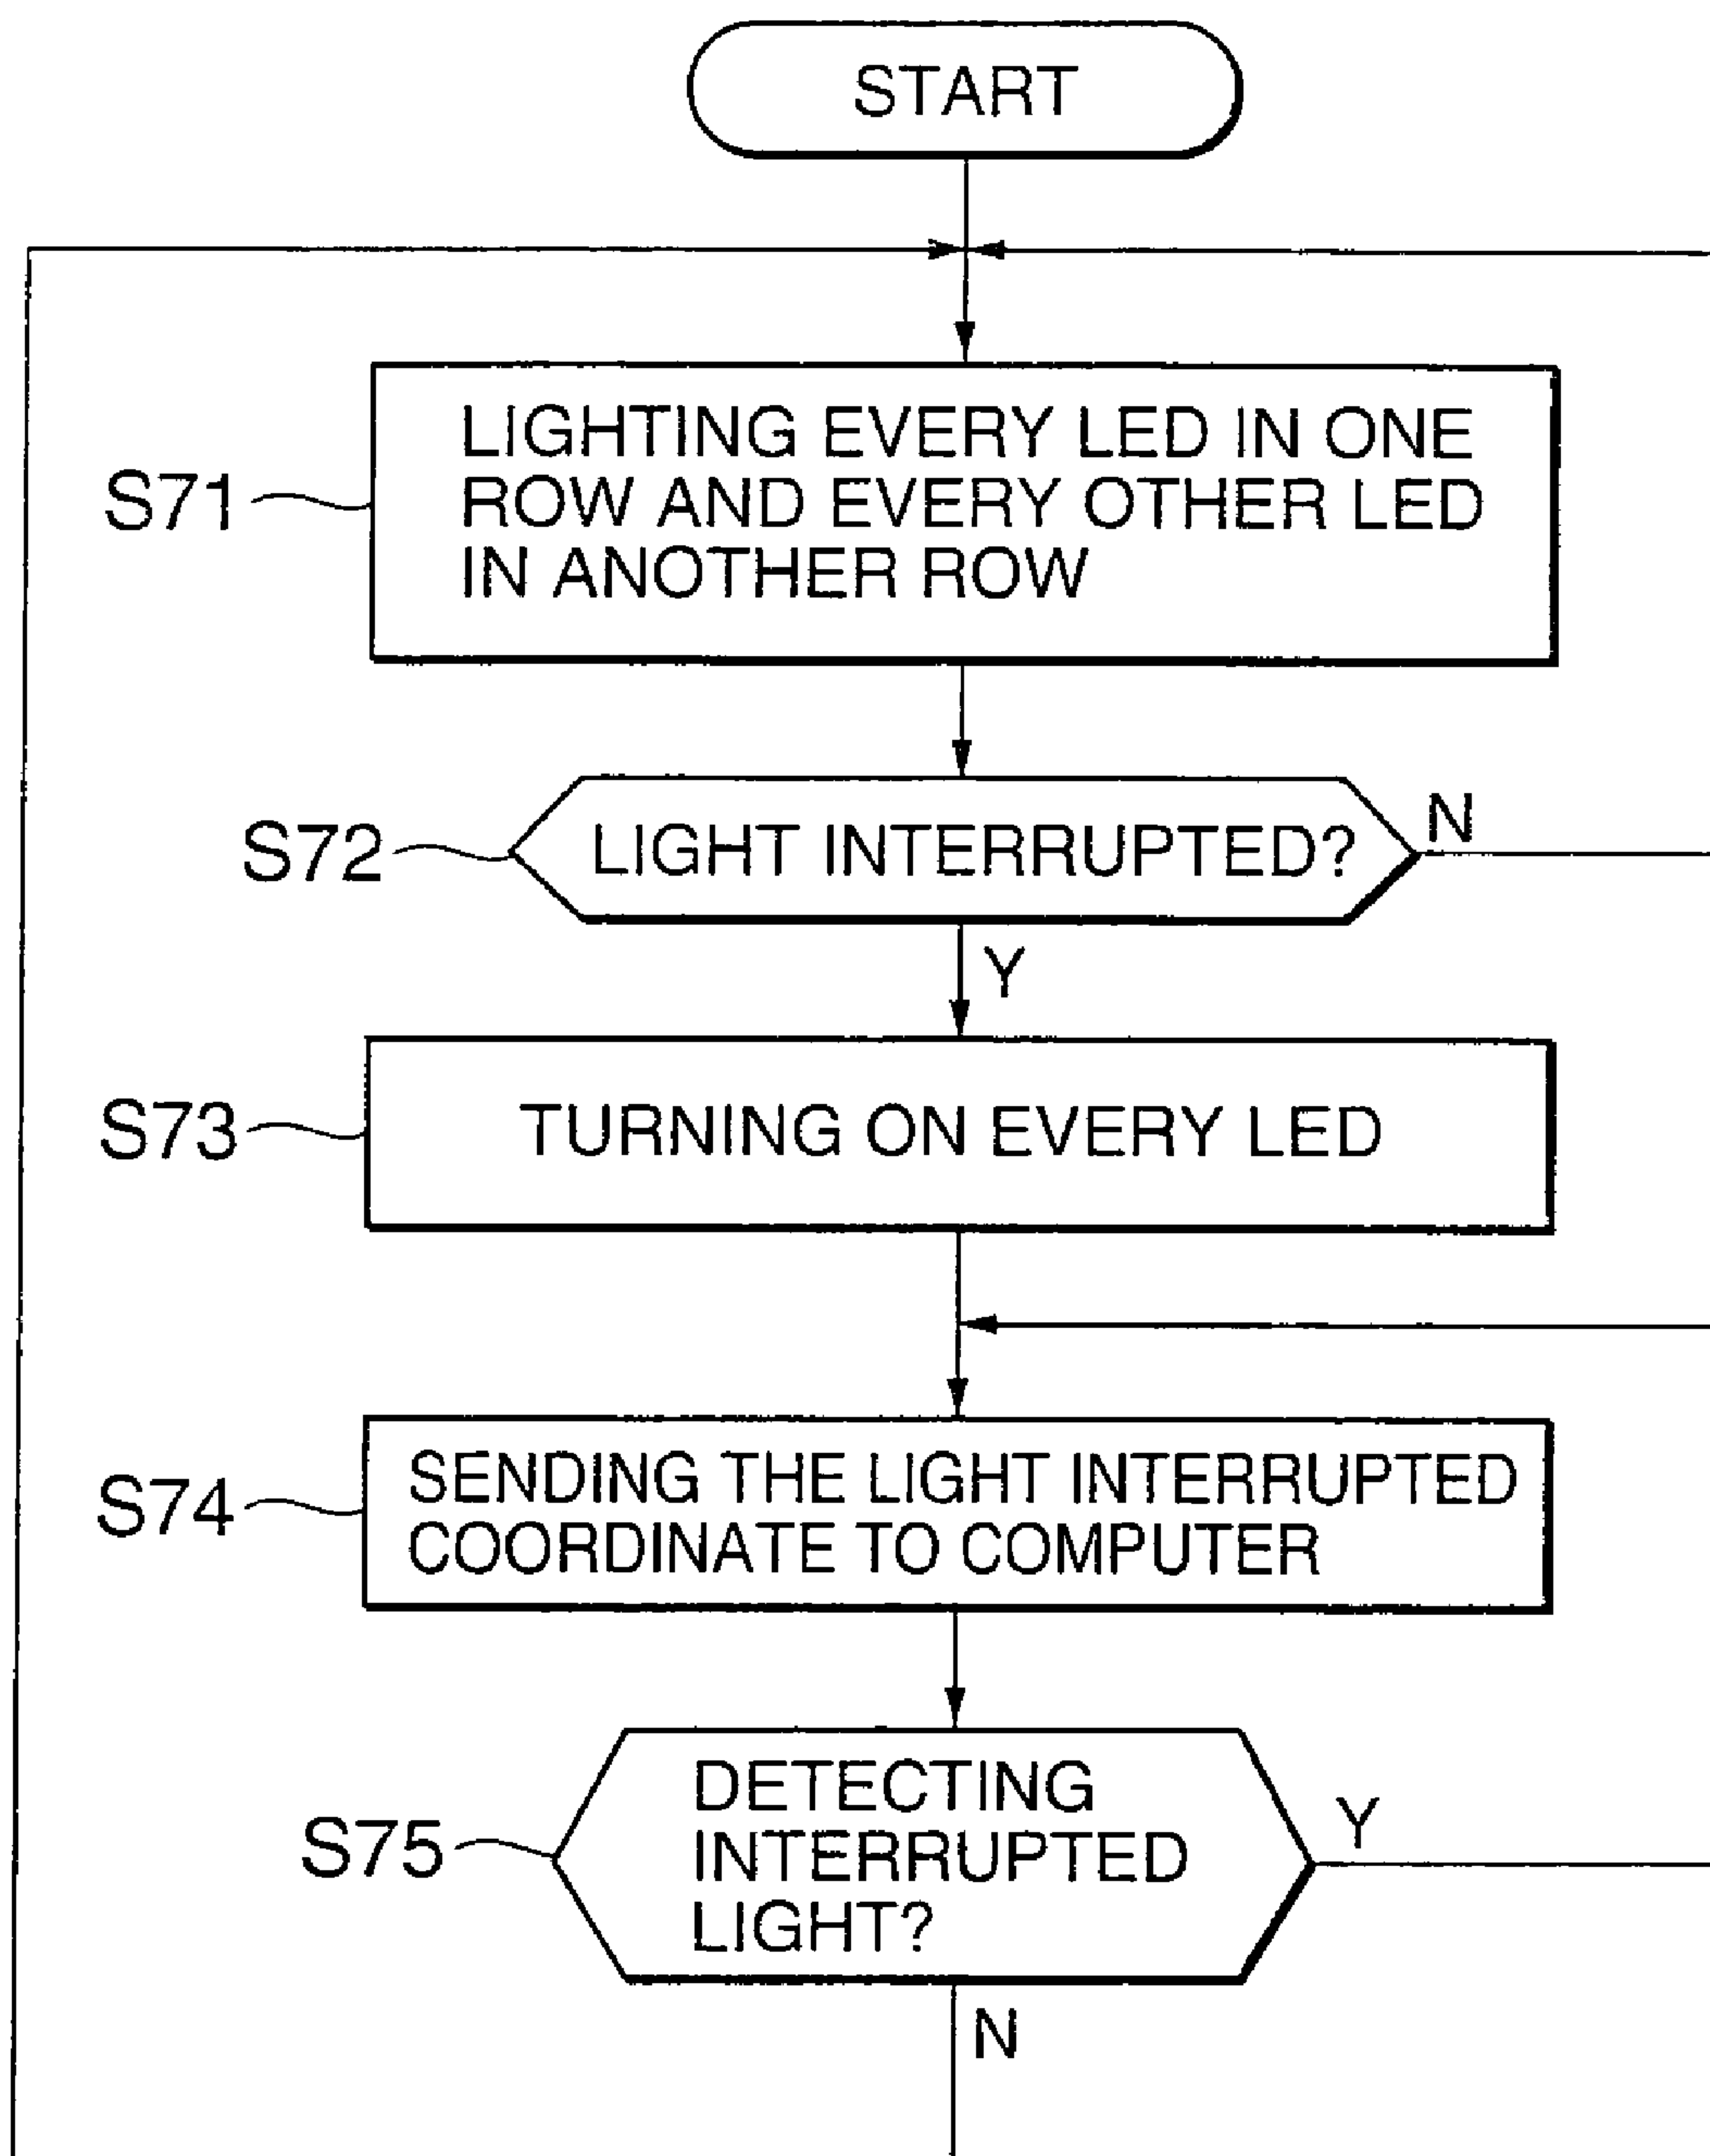 START
LIGHTING EVERY LED IN ONE
ROW AND EVERY OTHER LED
IN ANOTHER ROW
S71
LIGHT INTERRUPTED?
S72
N
Y
TURNING ON EVERY LED
S73
SENDING THE LIGHT INTERRUPTED
COORDINATE TO COMPUTER
S74
DETECTING
INTERRUPTED
LIGHT?
S75
Y
N